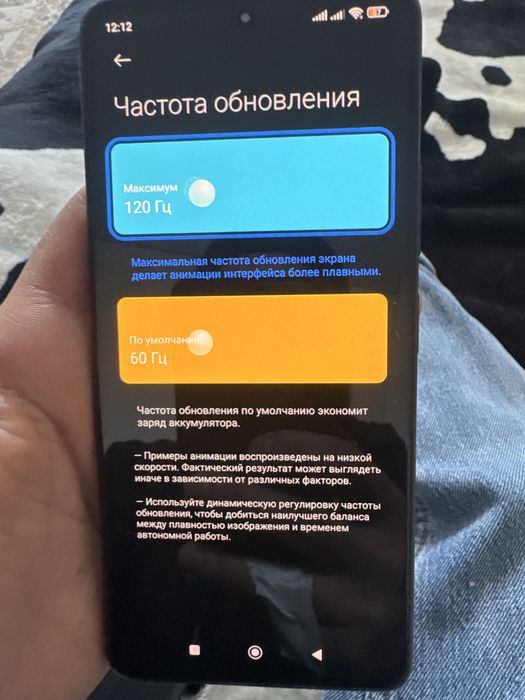 12:12
17
Частота обновления
Максимум
120 Гц
Максимальная частота обновления экрана
делает анимации интерфейса более плавными.
По умолчанию
60 Гц
Частота обновления по умолчанию экономит
заряд аккумулятора.
— Примеры анимации воспроизведены на низкой
скорости. Фактический результат может выглядеть
иначе в зависимости от различных факторов.
— Используйте динамическую регулировку частоты
обновления, чтобы добиться наилучшего баланса
между плавностью изображения и временем
автономной работы.